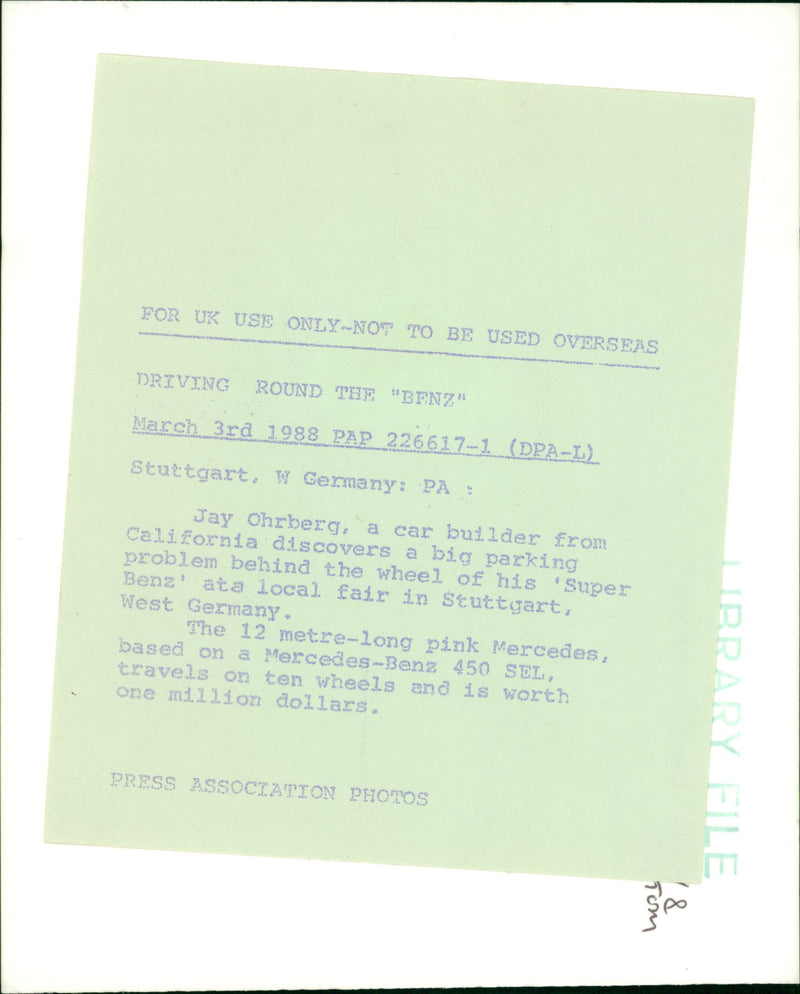 FOR UK USE ONLY-NOT TO BE USED OVERSEAS
DRIVING ROUND THE "BENZ"
March 3rd 1988 PAP 226617-1 (DPA-L)
Stuttgart, W Germany: PA :
Jay Ohrberg, a car builder from
California discovers a big parking
problem behind the wheel of his 'Super
Benz' ata local fair in Stuttgart,
West Germany.
The 12 metre-long pink Mercedes,
based on a Mercedes-Benz 450 SEL,
travels on ten wheels and is worth
one million dollars.
PRESS ASSOCIATION PHOTOS
LIBRARY FILE